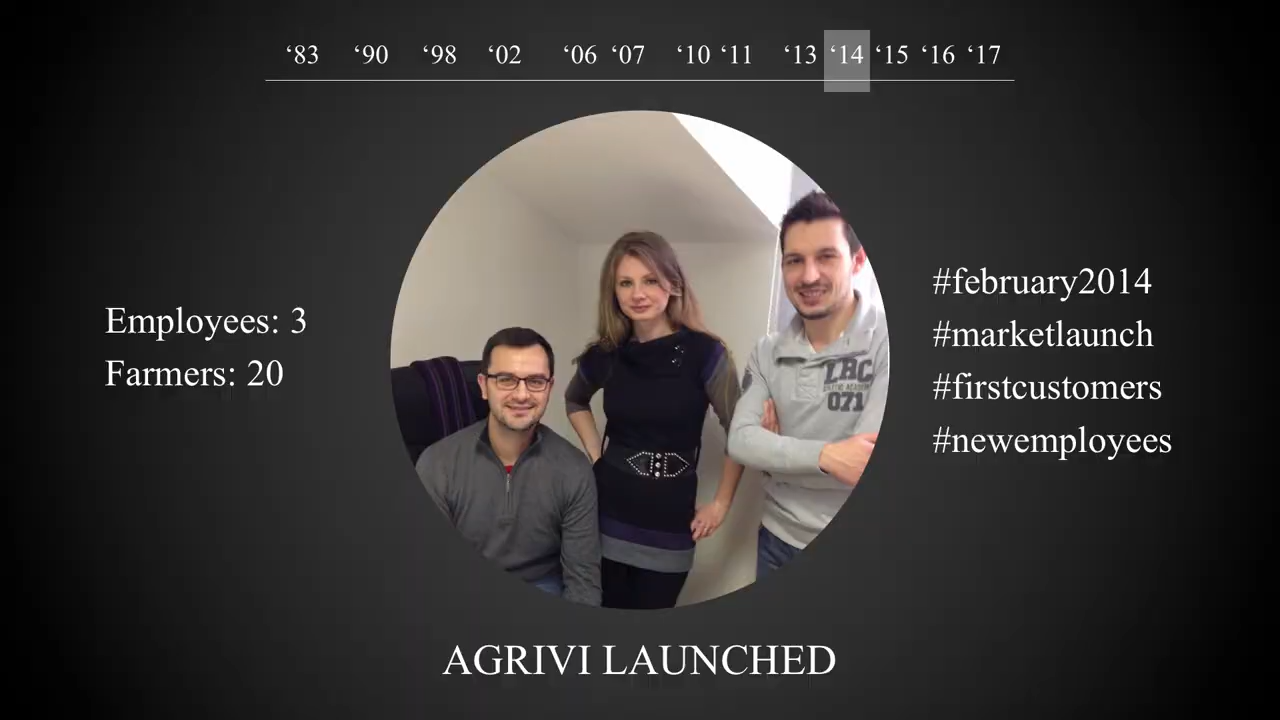 ‘83 ‘90 ‘98 ‘02 ‘06 ‘07 ‘10 ‘11 ‘13 ‘14 ‘15 ‘16 ‘17
Employees: 3
Farmers: 20
#february2014
#marketlaunch
#firstcustomers
#newemployees
071
AGRIVI LAUNCHED